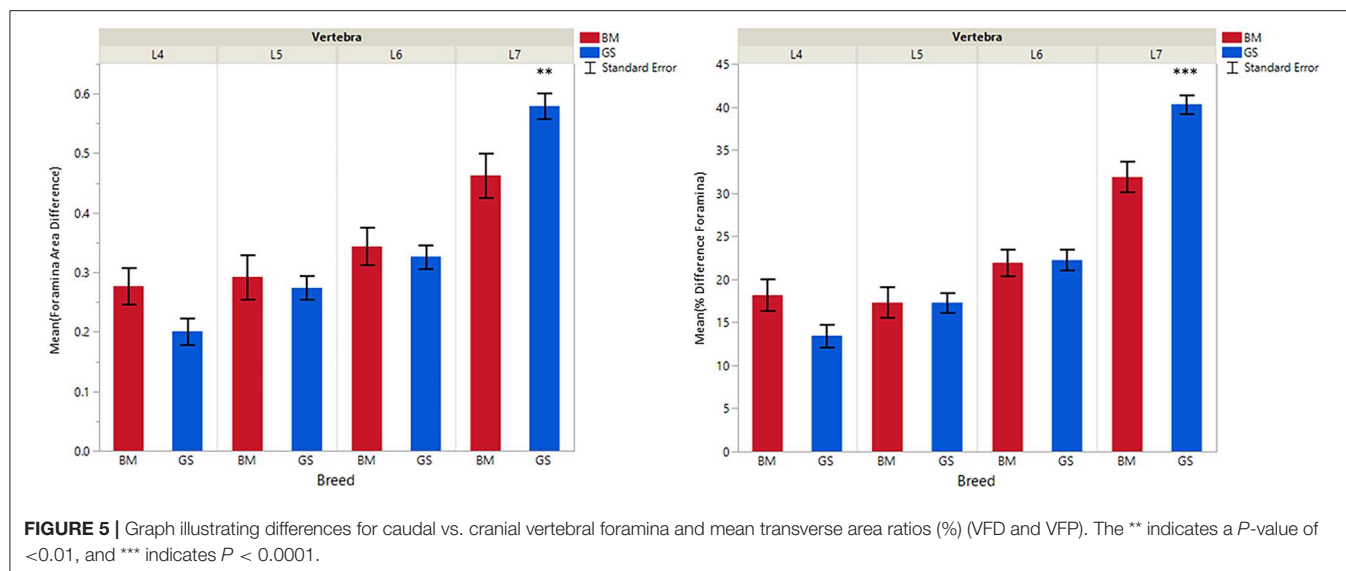 Vertebra
L4 L5 L6 L7
BM
GS
Standard Error
**
Mean(Foramina Area Difference)
0.6
0.5
0.4
0.3
0.2
0.1
0.0
BM GS BM GS BM GS BM GS
Breed
Vertebra
L4 L5 L6 L7
BM
GS
Standard Error
***
Mean(% Difference Foramina)
45
40
35
30
25
20
15
10
5
0
BM GS BM GS BM GS BM GS
Breed
FIGURE 5 | Graph illustrating differences for caudal vs. cranial vertebral foramina and mean transverse area ratios (%) (VFD and VFP). The ** indicates a P-value of
<0.01, and *** indicates P < 0.0001.